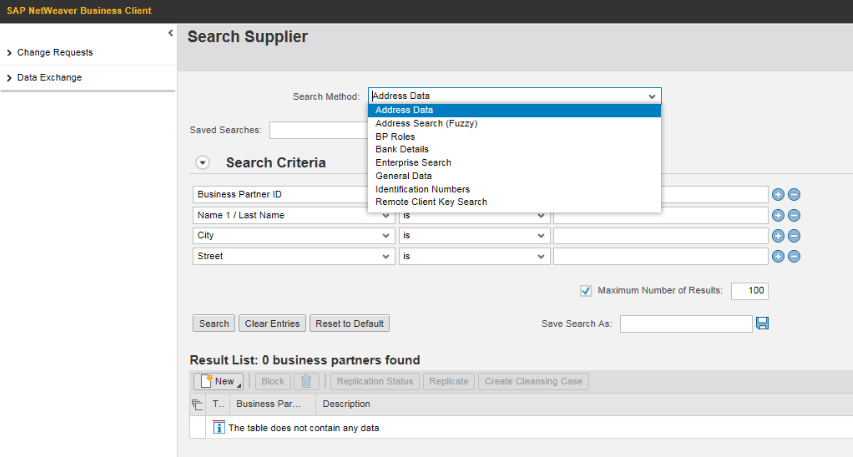 SAP NetWeaver Business Client
Change Requests
Data Exchange
Search Supplier
Search Method: Address Data
Address Data
Address Search (Fuzzy)
BP Roles
Bank Details
Enterprise Search
General Data
Identification Numbers
Remote Client Key Search
Saved Searches:
Search Criteria
Business Partner ID
Name 1 / Last Name is
City is
Street is
Maximum Number of Results: 100
Search Clear Entries Reset to Default Save Search As:
Result List: 0 business partners found
New Block Replication Status Replicate Create Cleansing Case
T.. Business Par... Description
The table does not contain any data